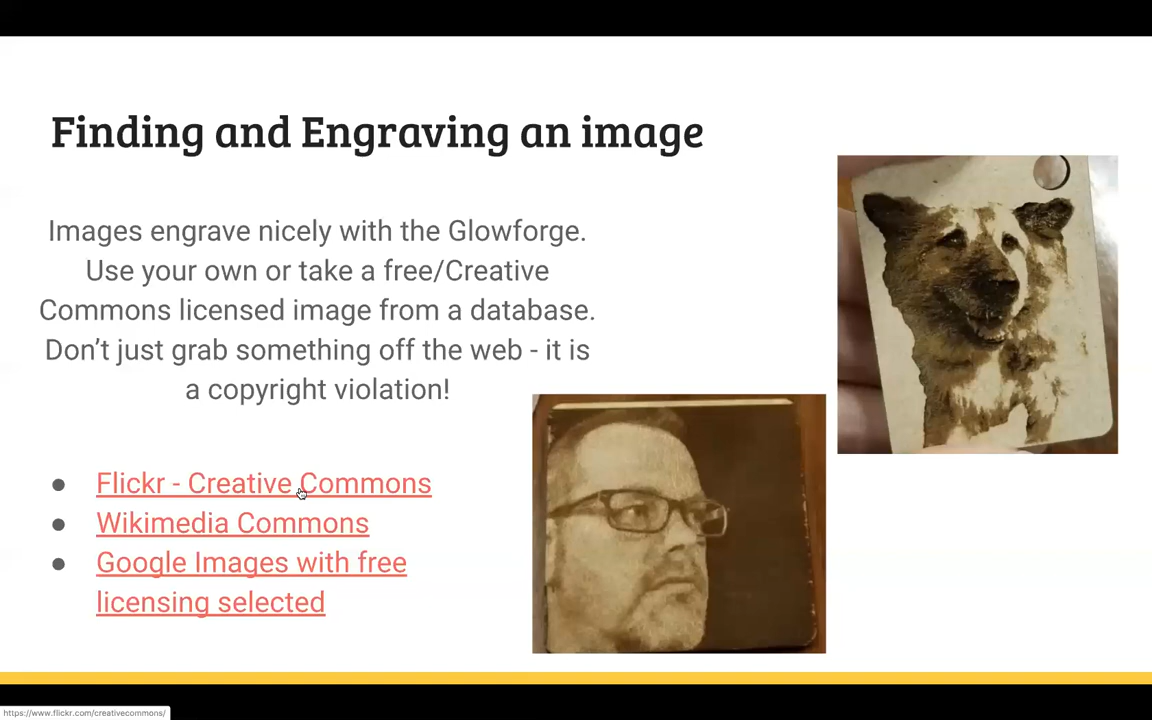 Finding and Engraving an image
Images engrave nicely with the Glowforge.
Use your own or take a free/Creative
Commons licensed image from a database.
Don’t just grab something off the web - it is
a copyright violation!
● Flickr - Creative Commons
● Wikimedia Commons
● Google Images with free
licensing selected
https://www.flickr.com/creativecommons/